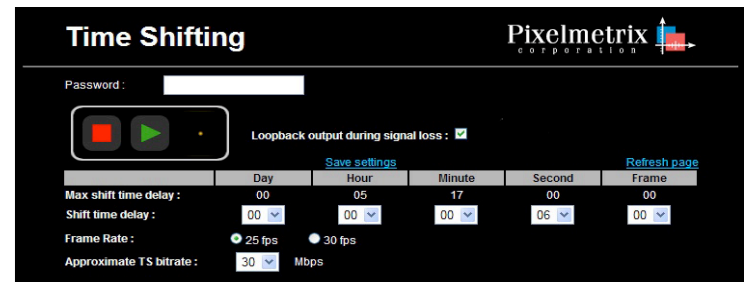 Time Shifting
Pixelmetrix
corporation
Password :
Loopback output during signal loss :
Save settings
Refresh page
Day Hour Minute Second Frame
Max shift time delay : 00 05 17 00 00
Shift time delay : 00 00 00 06 00
Frame Rate : 25 fps 30 fps
Approximate TS bitrate : 30 Mbps